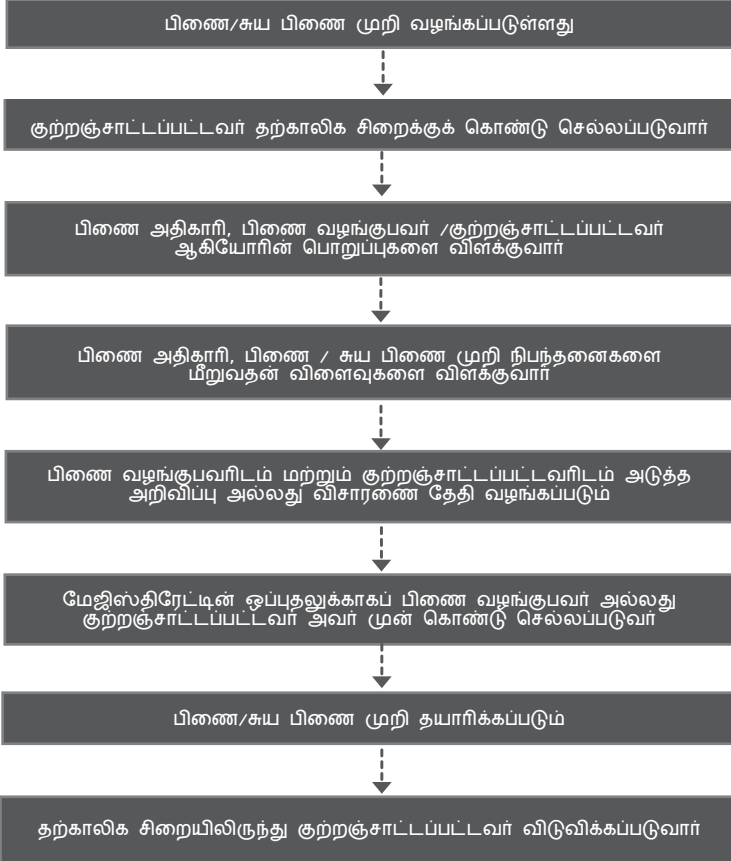 பிணை/சுய பிணை முறி வழங்கப்படுள்ளது
குற்றஞ்சாட்டப்பட்டவர் தற்காலிக சிறைக்குக் கொண்டு செல்லப்படுவார்
பிணை அதிகாரி, பிணை வழங்குபவர் /குற்றஞ்சாட்டப்பட்டவர்
ஆகியோரின் பொறுப்புகளை விளக்குவார்
பிணை அதிகாரி, பிணை / சுய பிணை முறி நிபந்தனைகளை
மீறுவதன் விளைவுகளை விளக்குவார்
பிணை வழங்குபவரிடம் மற்றும் குற்றஞ்சாட்டப்பட்டவரிடம் அடுத்த
அறிவிப்பு அல்லது விசாரணை தேதி வழங்கப்படும்
மேஜிஸ்திரேட்டின் ஒப்புதலுக்காகப் பிணை வழங்குபவர் அல்லது
குற்றஞ்சாட்டப்பட்டவர் அவர் முன் கொண்டு செல்லப்படுவர்
பிணை/சுய பிணை முறி தயாரிக்கப்படும்
தற்காலிக சிறையிலிருந்து குற்றஞ்சாட்டப்பட்டவர் விடுவிக்கப்படுவார்